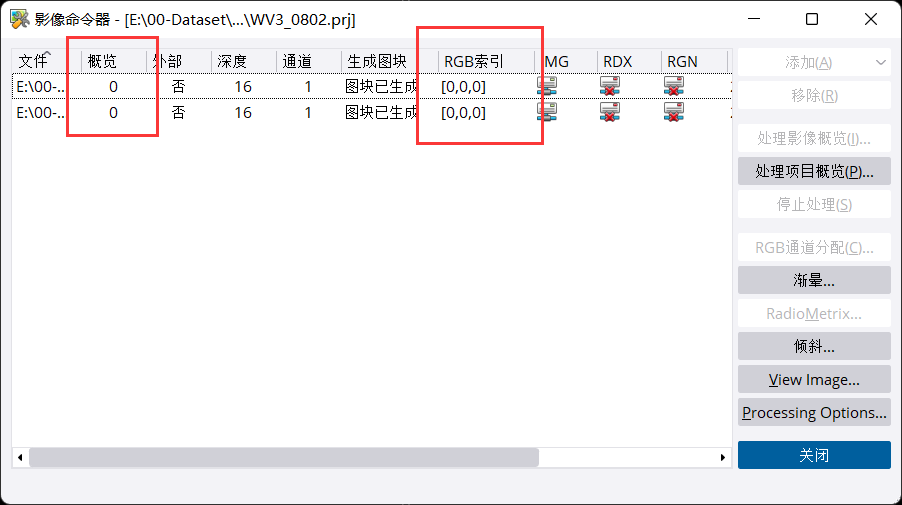 影像命令器 - [E:\00-Dataset\...\WV3_0802.prj]
文件 概览 外部 深度 通道 生成图块 RGB索引 MG RDX RGN
E:\00-.. 0 否 16 1 图块已生成 [0,0,0]
E:\00-.. 0 否 16 1 图块已生成 [0,0,0]
添加(A)
移除(R)
处理影像概览(I)...
处理项目概览(P)...
停止处理(S)
RGB通道分配(C)...
渐晕...
RadioMetrix...
倾斜...
View Image...
Processing Options...
关闭